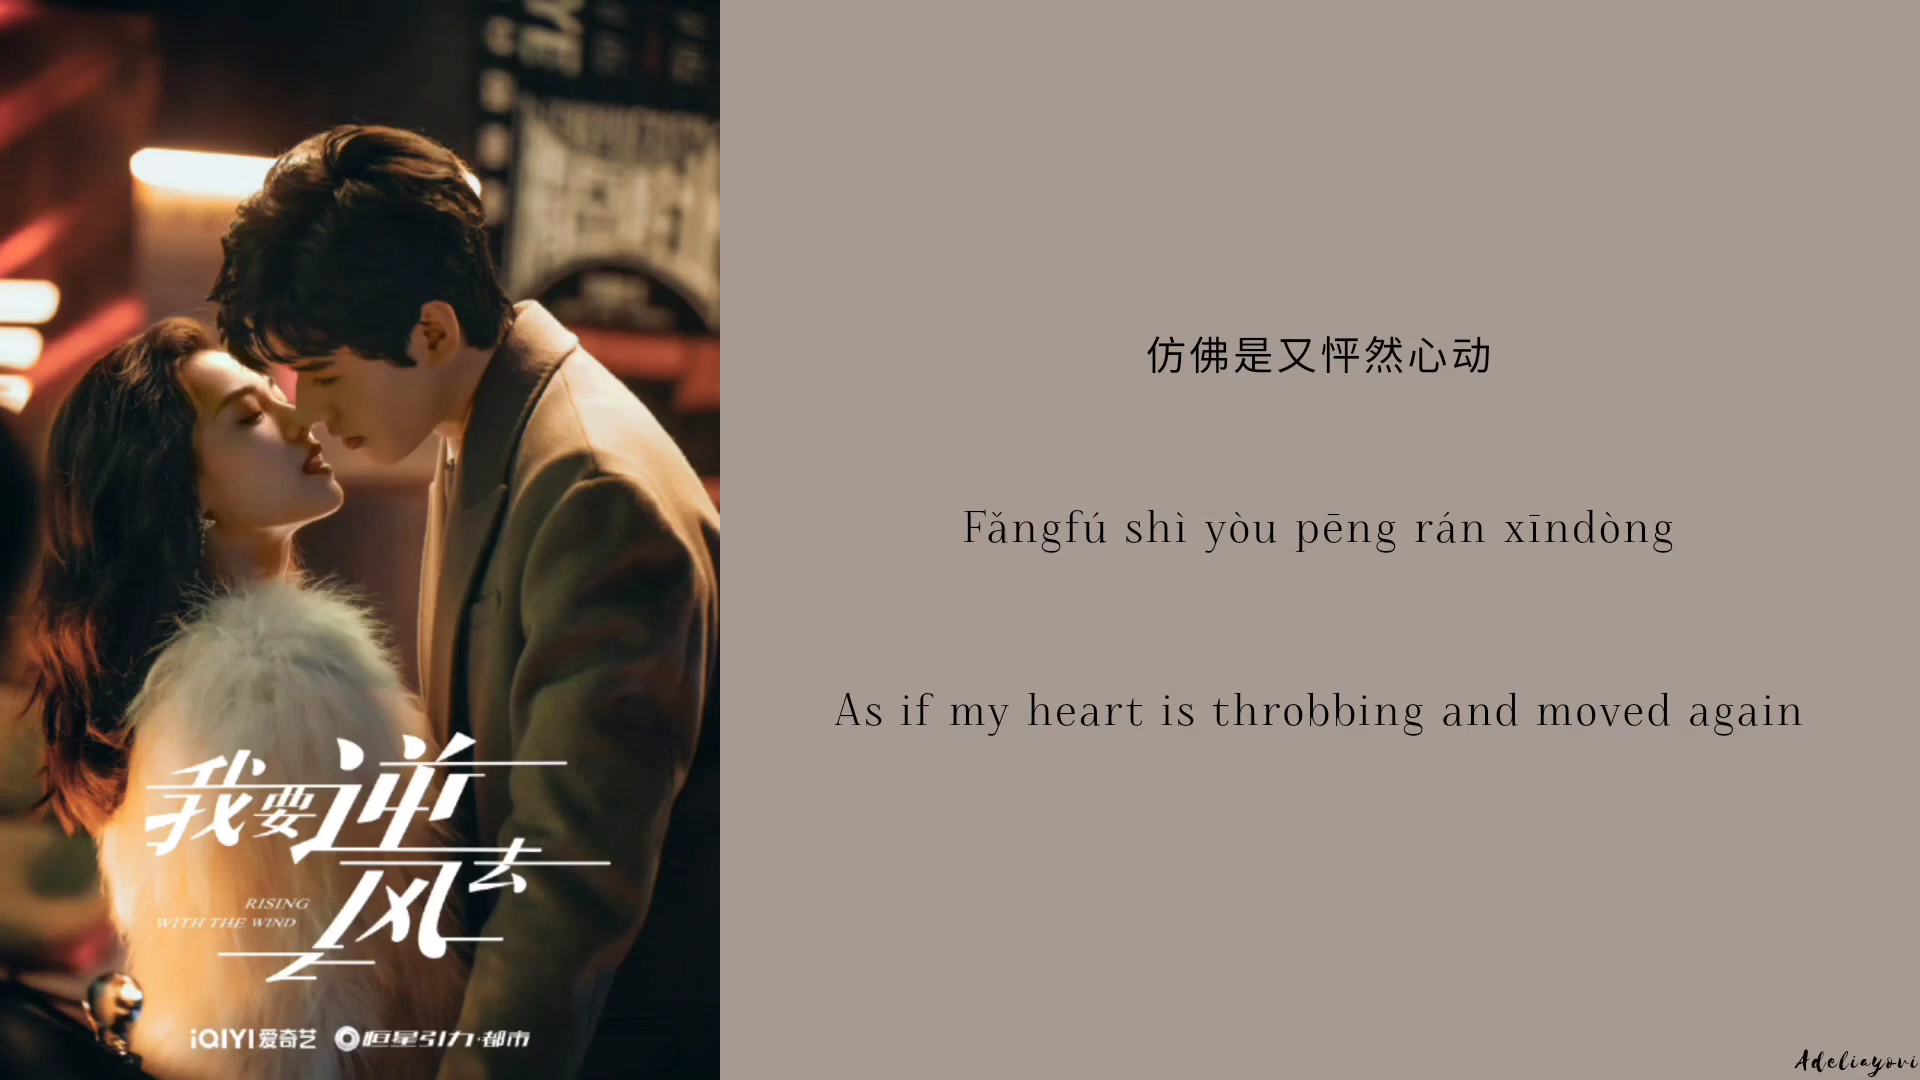 我要逆风去
RISING
WITH THE WIND
iQIYI 爱奇艺
恒星引力·都市
仿佛是又怦然心动
Fǎngfú shì yòu pēng rán xīndòng
As if my heart is throbbing and moved again
Adeliayovi